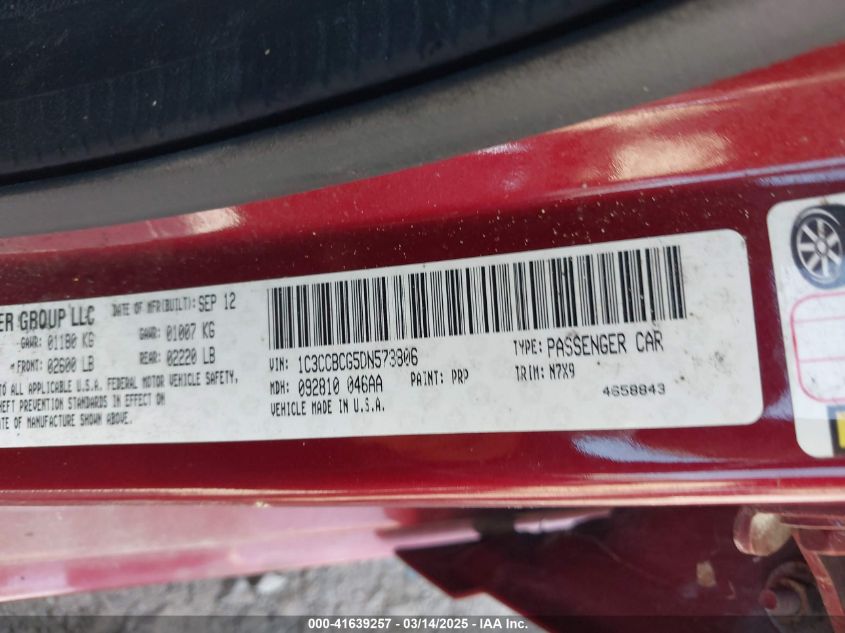 ER GROUP LLC
DATE OF MFR(BUILT): SEP 12
GAWR: 01180 KG
GAWR: 01007 KG
FRONT: 02600 LB
REAR: 02220 LB
TO ALL APPLICABLE U.S.A. FEDERAL MOTOR VEHICLE SAFETY,
HEFT PREVENTION STANDARDS IN EFFECT ON
TE OF MANUFACTURE SHOWN ABOVE.
VIN: 1C3CCBCG5DN573306
TYPE: PASSENGER CAR
MDH: 092810 046AA
PAINT: PRP
TRIM: N7X9
VEHICLE MADE IN U.S.A.
4658843
000-41639257 - 03/14/2025 - IAA Inc.